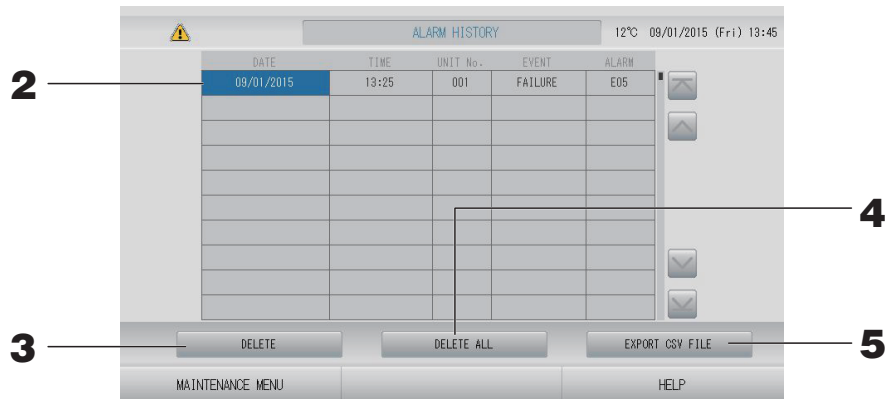 ALARM HISTORY 12℃ 09/01/2015 (Fri) 13:45
DATE TIME UNIT No. EVENT ALARM
2 09/01/2015 13:25 001 FAILURE E05
4
3 DELETE DELETE ALL EXPORT CSV FILE 5
MAINTENANCE MENU HELP